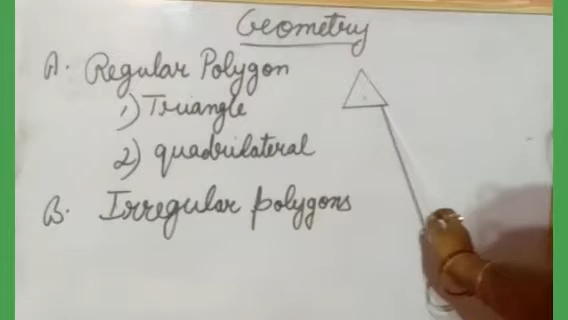 Geometry
A. Regular Polygon
1) Triangle
2) quadrilateral
B. Irregular polygons